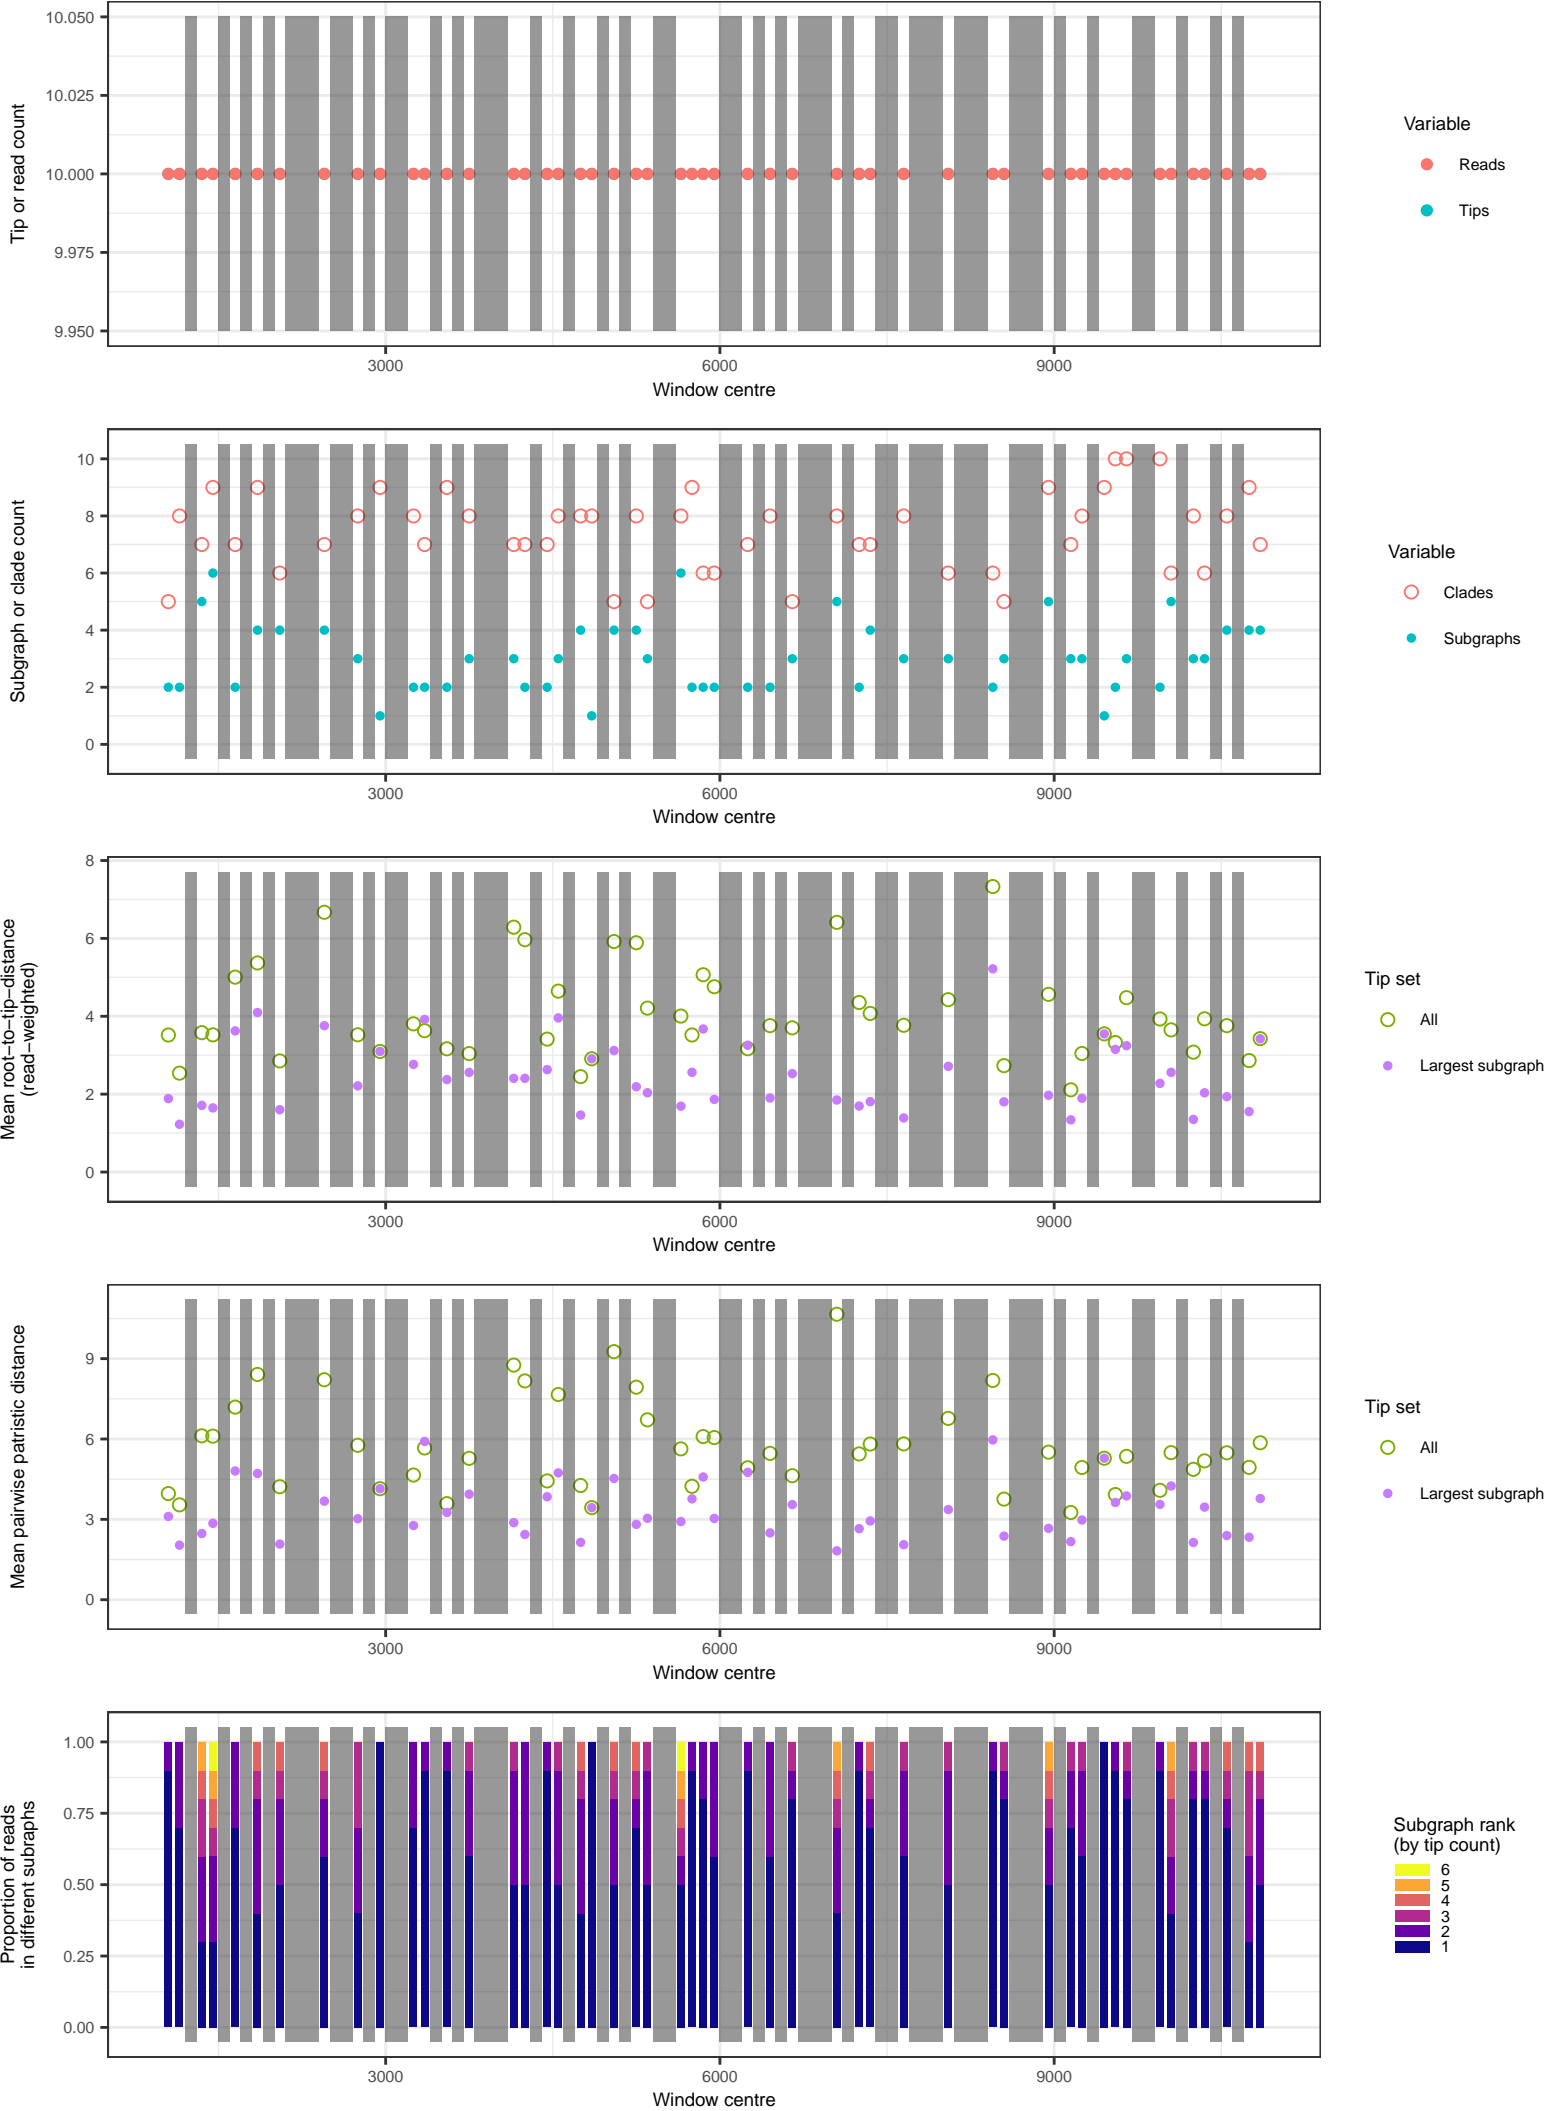 10.050
10.025
10.000
9.975
9.950
Tip or read count
3000
6000
9000
Window centre
Variable
Reads
Tips
10
8
6
4
2
0
Subgraph or clade count
3000
6000
9000
Window centre
Variable
Clades
Subgraphs
8
6
4
2
0
Mean root−to−tip−distance
(read−weighted)
3000
6000
9000
Window centre
Tip set
All
Largest subgraph
9
6
3
0
Mean pairwise patristic distance
3000
6000
9000
Window centre
Tip set
All
Largest subgraph
1.00
0.75
0.50
0.25
0.00
Proportion of reads
in different subraphs
3000
6000
9000
Window centre
Subgraph rank
(by tip count)
6
5
4
3
2
1